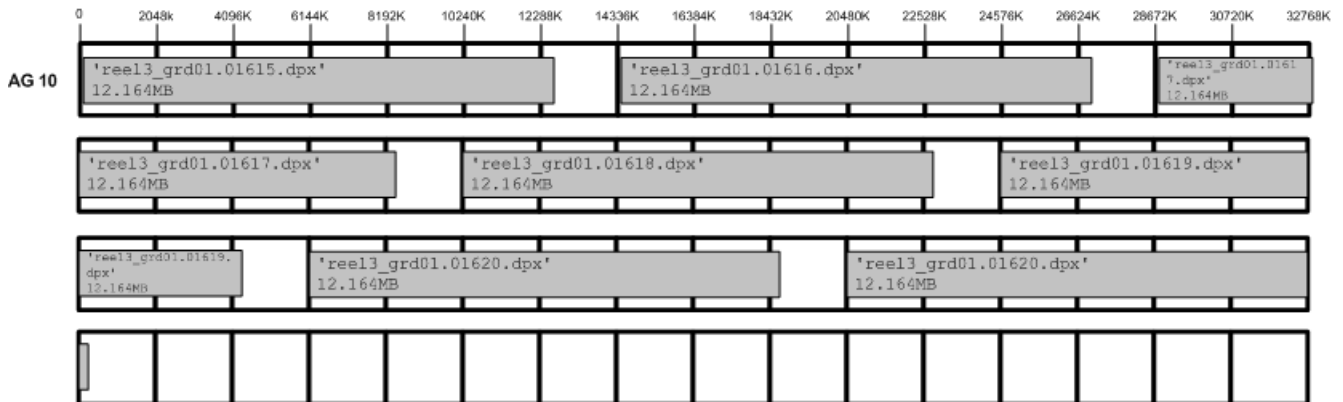 0 2048k 4096K 6144K 8192K 10240K 12288K 14336K 16384K 18432K 20480K 22528K 24576K 26624K 28672K 30720K 32768K
AG 10
'reel3_grd01.01615.dpx'
12.164MB
'reel3_grd01.01616.dpx'
12.164MB
'reel3_grd01.0161
7.dpx'
12.164MB
'reel3_grd01.01617.dpx'
12.164MB
'reel3_grd01.01618.dpx'
12.164MB
'reel3_grd01.01619.dpx'
12.164MB
'reel3_grd01.01619.
dpx'
12.164MB
'reel3_grd01.01620.dpx'
12.164MB
'reel3_grd01.01620.dpx'
12.164MB